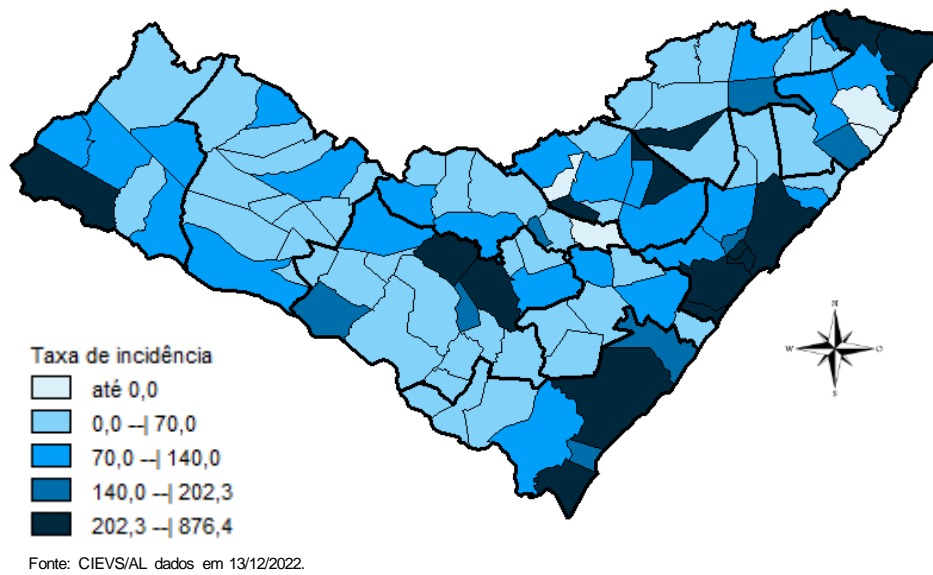 N
W
O
S
Taxa de incidência
até 0,0
0,0 --| 70,0
70,0 --| 140,0
140,0 --| 202,3
202,3 --| 876,4
Fonte: CIEVS/AL dados em 13/12/2022.